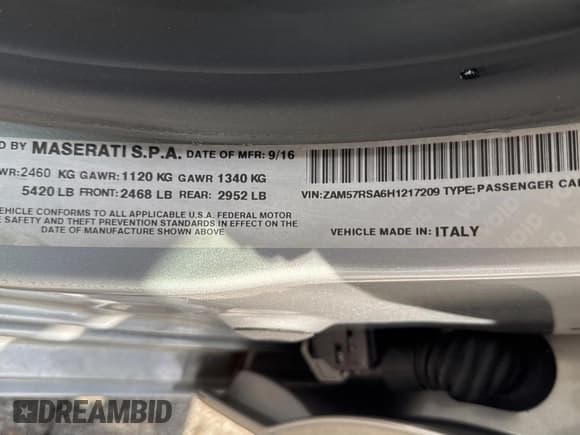 D BY MASERATI S.P.A. DATE OF MFR: 9/16
WR:2460 KG GAWR:1120 KG GAWR 1340 KG
5420 LB FRONT: 2468 LB REAR: 2952 LB
VEHICLE CONFORMS TO ALL APPLICABLE U.S.A. FEDERAL MOTOR
E SAFETY AND THEFT PREVENTION STANDARDS IN EFFECT ON
DATE OF MANUFACTURE SHOWN ABOVE
VIN:ZAM57RSA6H1217209 TYPE:PASSENGER CA
VEHICLE MADE IN: ITALY
DREAMBID